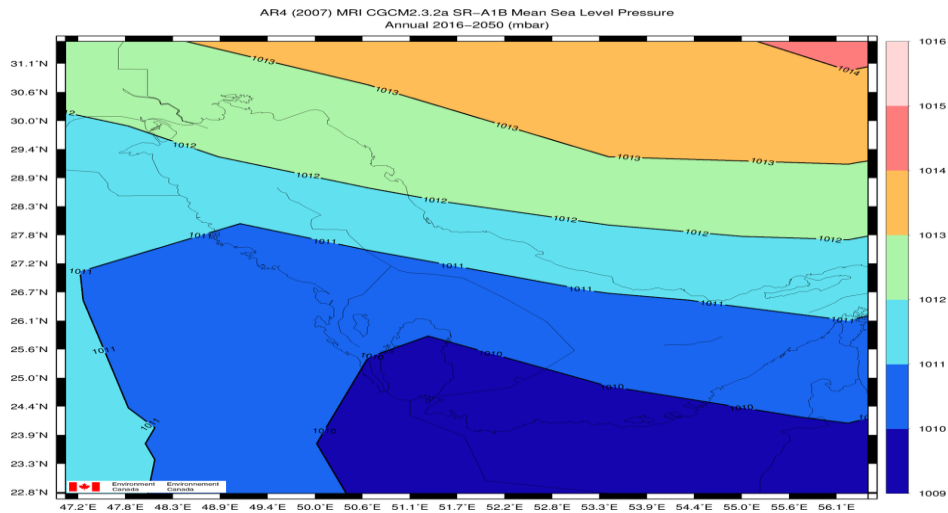 AR4 (2007) MRI CGCM2.3.2a SR−A1B Mean Sea Level Pressure
Annual 2016−2050 (mbar)
31.1°N
30.6°N
30.0°N
29.4°N
28.9°N
28.3°N
27.8°N
27.2°N
26.7°N
26.1°N
25.6°N
25.0°N
24.4°N
23.9°N
23.3°N
22.8°N
1013
1014
1013
1013
1013
1013
12
1012
1012
1012
1012
1012
1012
1011
1011
1011
1011
1011
1011
1011
1011
1011
1010
1010
1010
1010
1010
1016
1015
1014
1013
1012
1011
1010
1009
Environment Canada
Environnement Canada
47.2°E 47.8°E 48.3°E 48.9°E 49.4°E 50.0°E 50.6°E 51.1°E 51.7°E 52.2°E 52.8°E 53.3°E 53.9°E 54.4°E 55.0°E 55.6°E 56.1°E